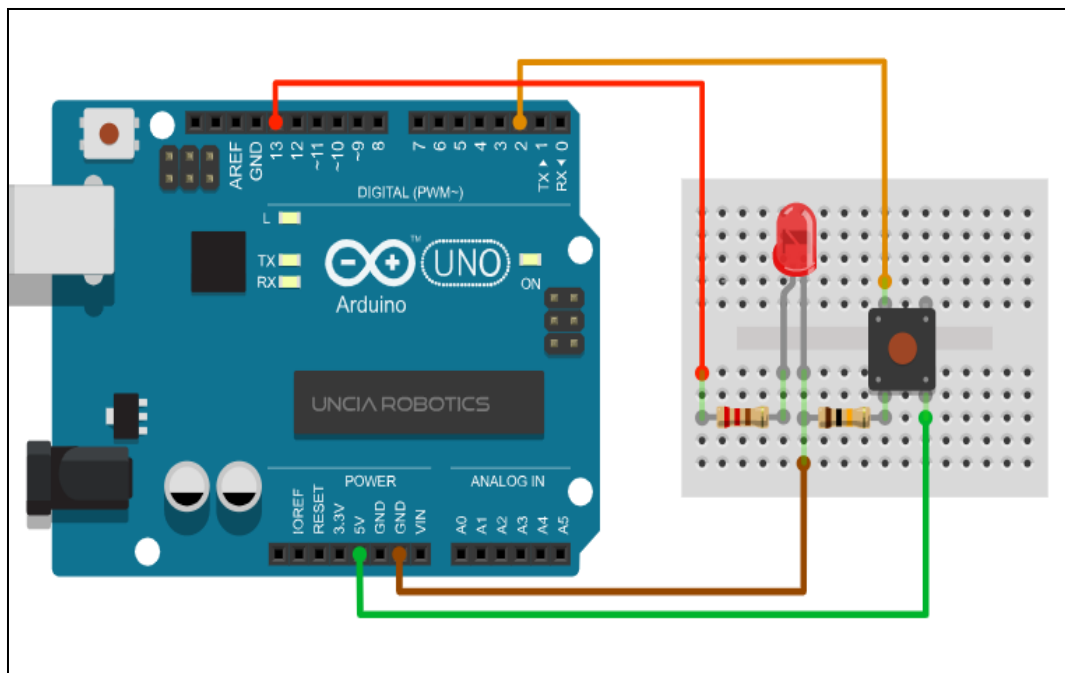 AREF
GND
13
12
~11
~10
~9
8
7
6
5
4
3
2
TX ▸ 1
RX ◂ 0
DIGITAL (PWM~)
L
TX
RX
™
UNO
ON
Arduino
UNCIA ROBOTICS
POWER
ANALOG IN
IOREF
RESET
3.3V
5V
GND
GND
VIN
A0
A1
A2
A3
A4
A5